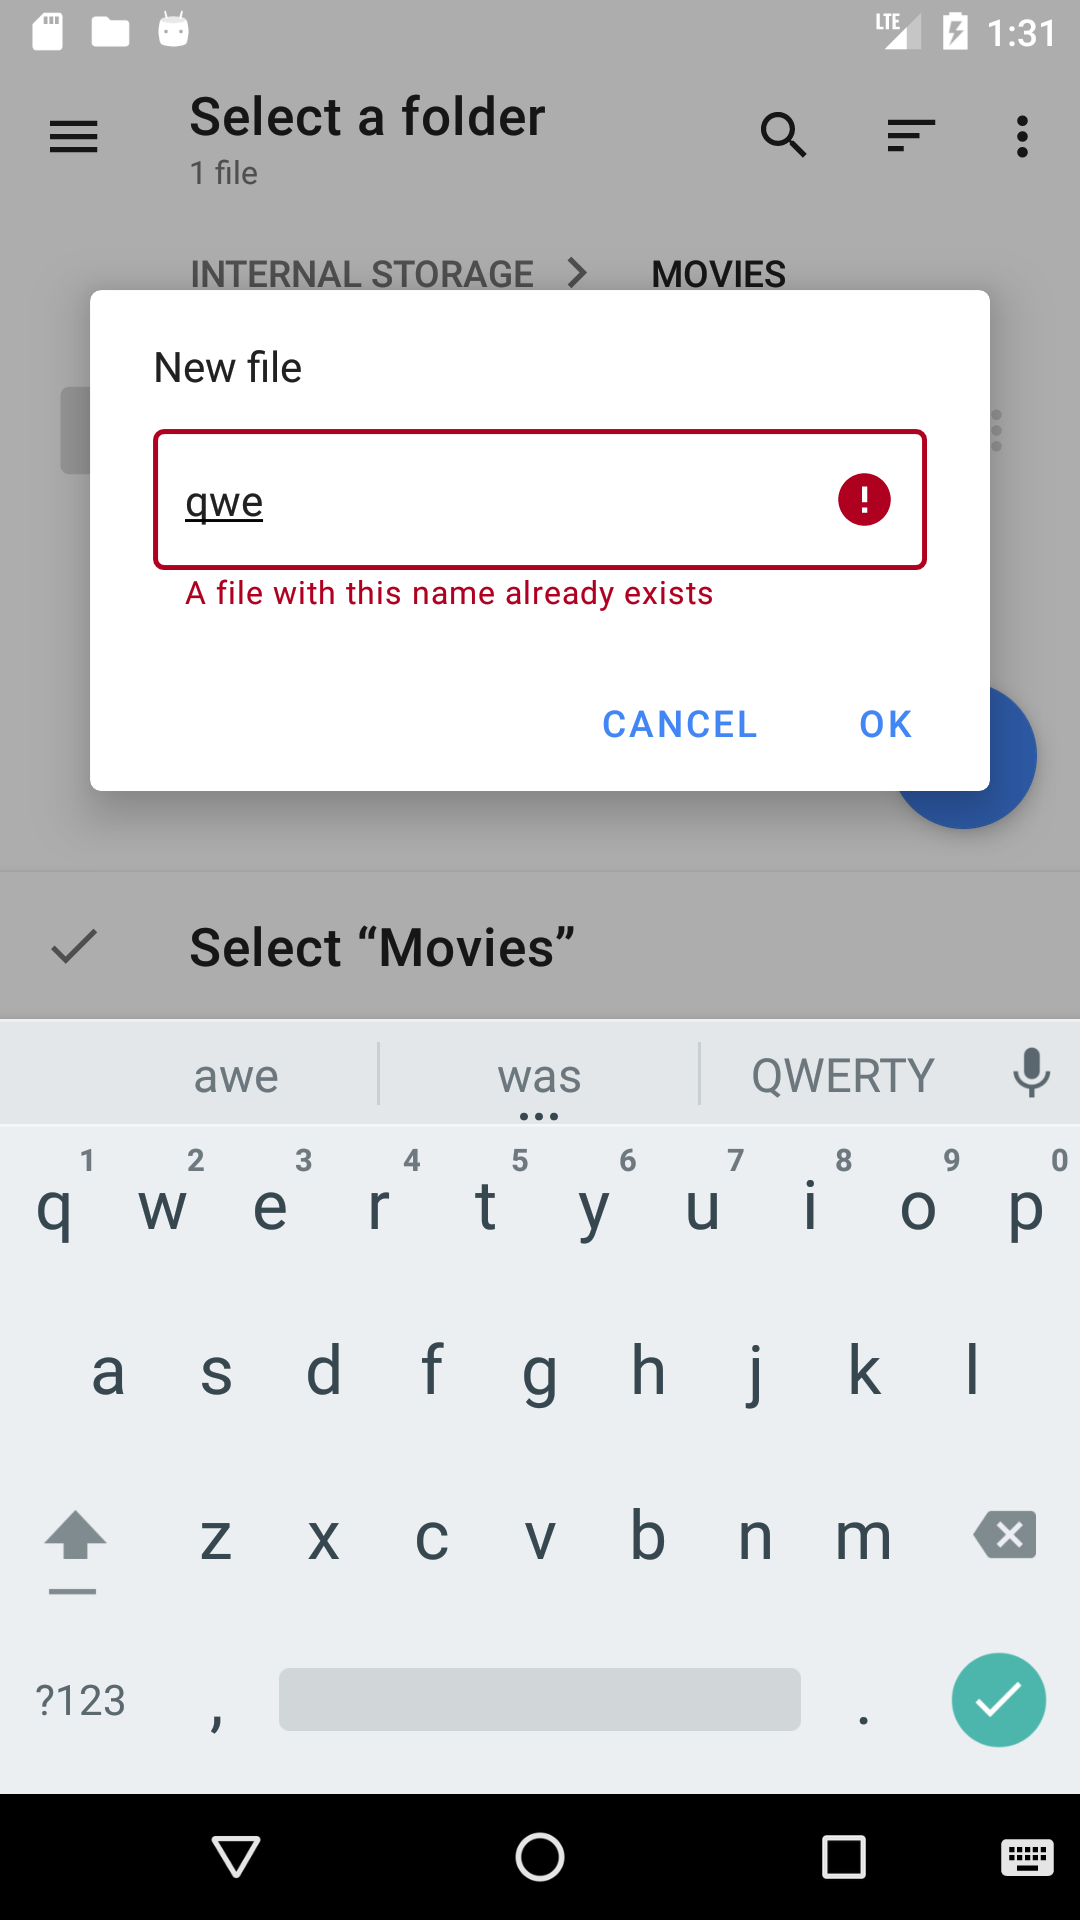 LTE 1:31
Select a folder
1 file
INTERNAL STORAGE MOVIES
New file
qwe
A file with this name already exists
CANCEL OK
Select “Movies”
awe was QWERTY
1 2 3 4 5 6 7 8 9 0
q w e r t y u i o p
a s d f g h j k l
z x c v b n m
?123 , .